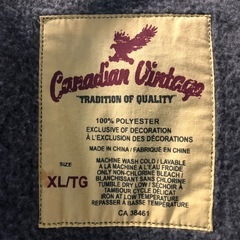 Canadian Vintage
"TRADITION OF QUALITY"
100% POLYESTER
EXCLUSIVE OF DECORATION
À L'EXCLUSION DES DÉCORATIONS
MADE IN CHINA / FABRIQUÉ EN CHINE
SIZE
XL/TG
MACHINE WASH COLD / LAVABLE
A LA MACHINE A L'EAU FROIDE
ONLY NON-CHLORINE BLEACH /
BLANCHISSANT SANS CHLORINE
TUMBLE DRY LOW / SÉCHOIR A
TAMBOUR CYCLE DELICAT
IRON AT LOW TEMPERATURE
REPASSER À BASSE TEMPÉRATURE
CA 38461